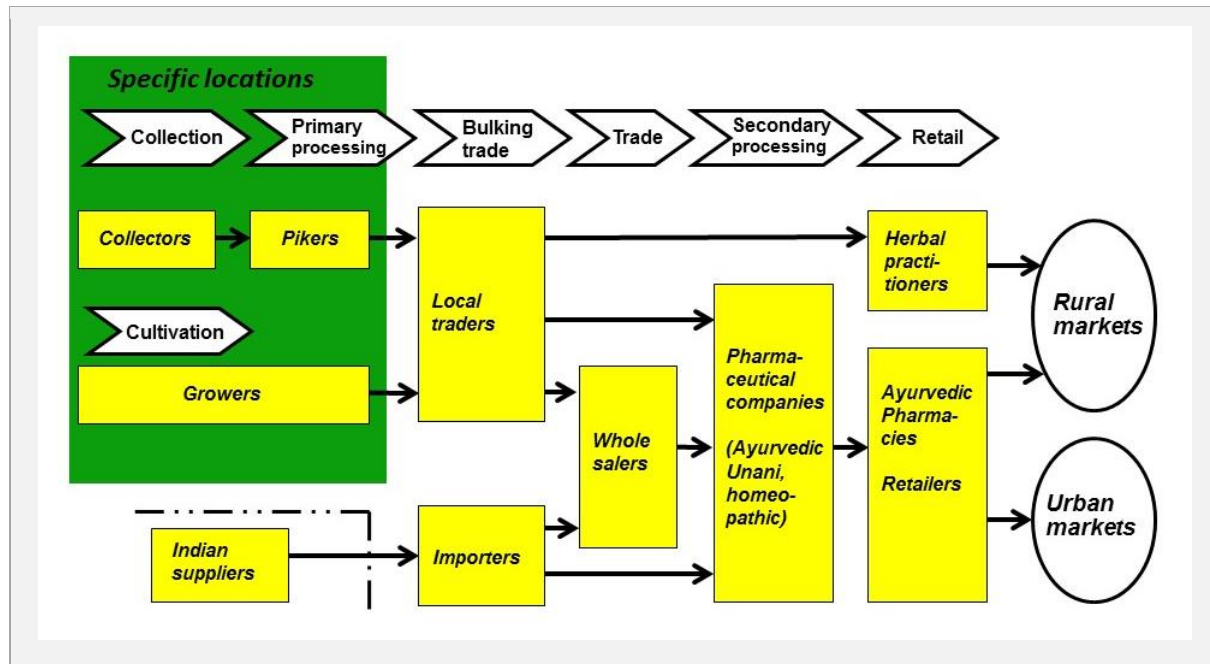 Specific locations
Collection
Primary
processing
Bulking
trade
Trade
Secondary
processing
Retail
Collectors
Pikers
Local
traders
Herbal
practi-
tioners
Rural
markets
Cultivation
Growers
Whole
salers
Pharma-
ceutical
companies
(Ayurvedic
Unani,
homeo-
pathic)
Ayurvedic
Pharma-
cies
Retailers
Urban
markets
Indian
suppliers
Importers